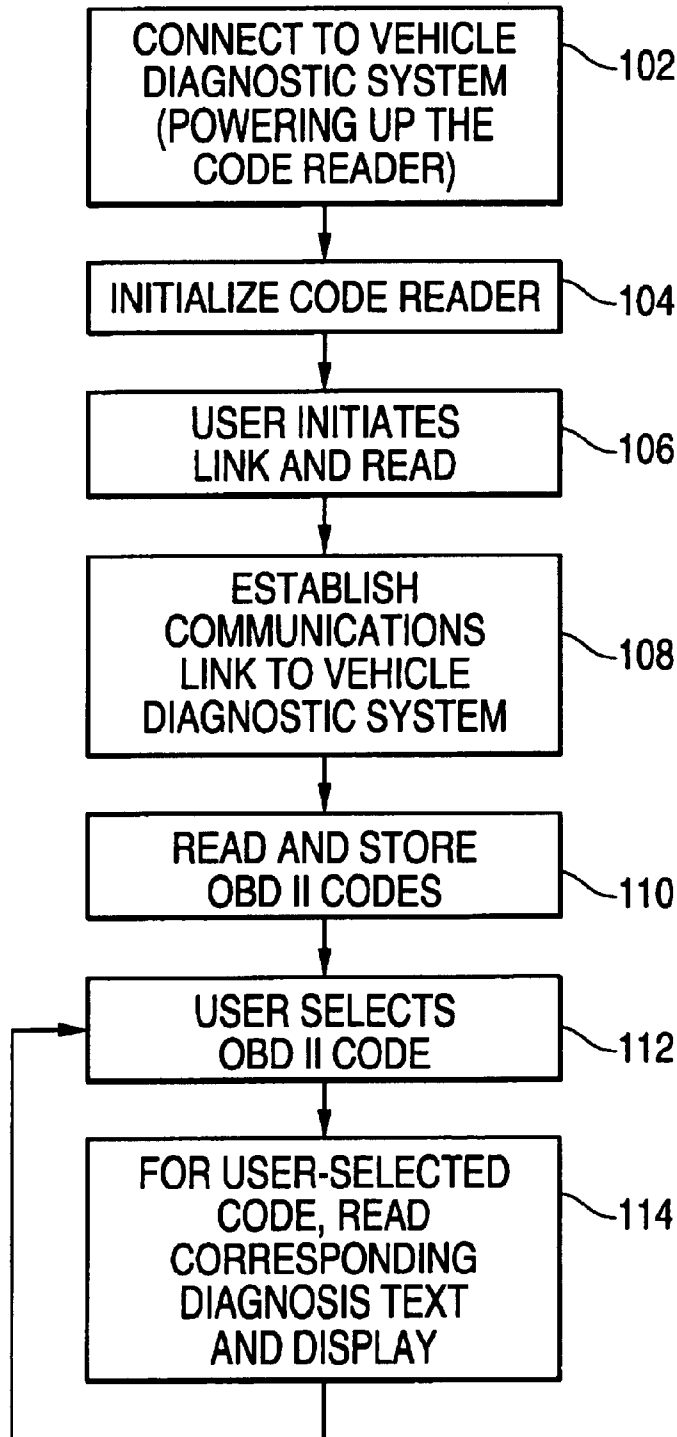 CONNECT TO VEHICLE
DIAGNOSTIC SYSTEM
(POWERING UP THE
CODE READER)
102
INITIALIZE CODE READER
104
USER INITIATES
LINK AND READ
106
ESTABLISH
COMMUNICATIONS
LINK TO VEHICLE
DIAGNOSTIC SYSTEM
108
READ AND STORE
OBD II CODES
110
USER SELECTS
OBD II CODE
112
FOR USER-SELECTED
CODE, READ
CORRESPONDING
DIAGNOSIS TEXT
AND DISPLAY
114